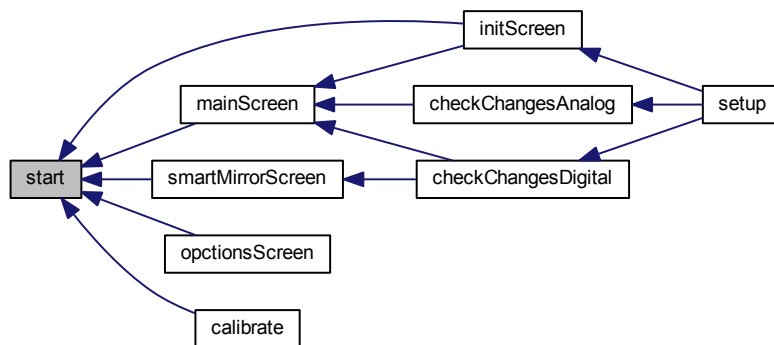 initScreen
mainScreen
checkChangesAnalog
setup
start
smartMirrorScreen
checkChangesDigital
opctionsScreen
calibrate